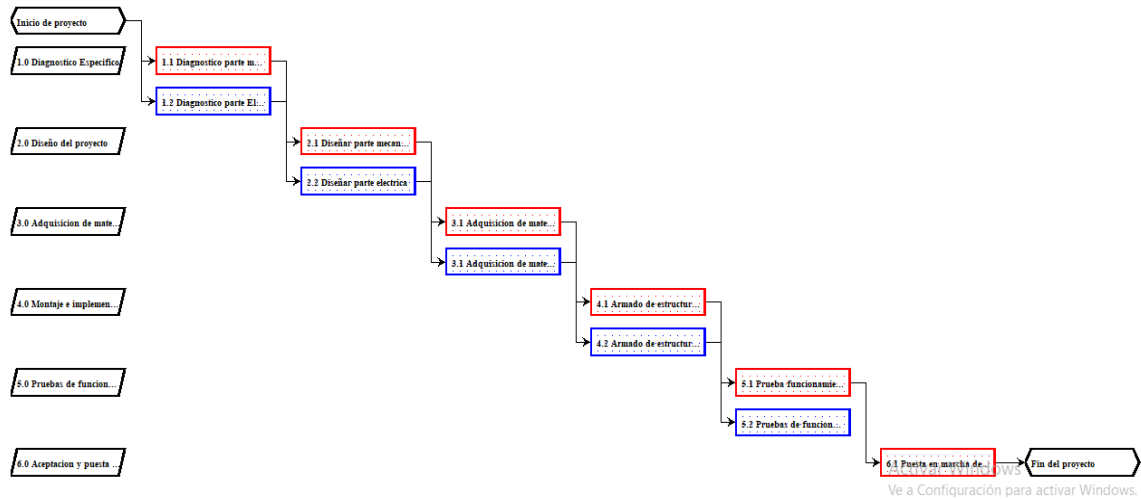 Inicio de proyecto
1.0 Diagnostico Especifico
1.1 Diagnostico parte m...
1.2 Diagnostico parte El...
2.0 Diseño del proyecto
2.1 Diseñar parte mecan...
2.2 Diseñar parte electrica
3.0 Adquisicion de mate...
3.1 Adquisicion de mate...
3.1 Adquisicion de mate...
4.0 Montaje e implemen...
4.1 Armado de estructur...
4.2 Armado de estructur...
5.0 Pruebas de funcion...
5.1 Prueba funcionamie...
5.2 Pruebas de funcion...
6.0 Aceptacion y puesta ...
6.1 Puesta en marcha de...
Fin del proyecto
Activar Windows
Ve a Configuración para activar Windows.